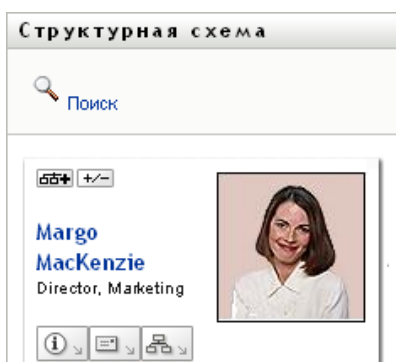 Структурная схема
Поиск
+/−
Margo
MacKenzie
Director, Marketing